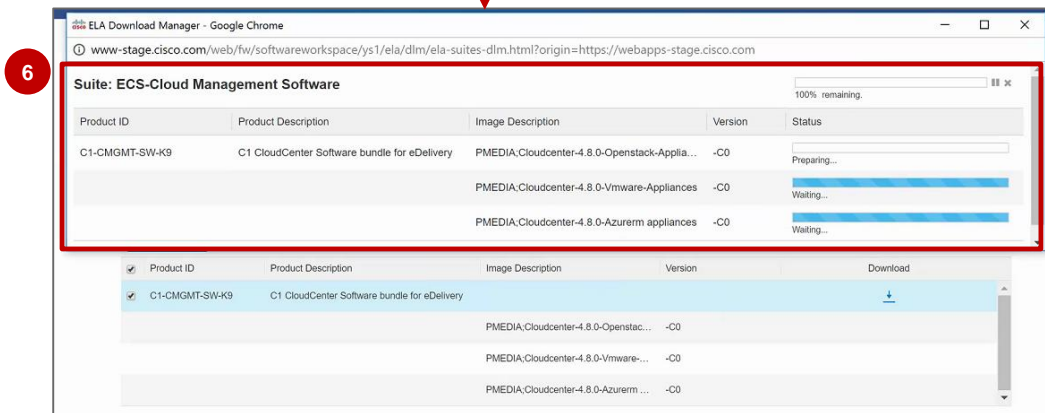 ELA Download Manager - Google Chrome
www-stage.cisco.com/web/fw/softwareworkspace/ys1/ela/dlm/ela-suites-dlm.html?origin=https://webapps-stage.cisco.com
6
Suite: ECS-Cloud Management Software
100% remaining.
Product ID Product Description Image Description Version Status
C1-CMGMT-SW-K9 C1 CloudCenter Software bundle for eDelivery PMEDIA;Cloudcenter-4.8.0-Openstack-Applia... -C0
Preparing...
PMEDIA;Cloudcenter-4.8.0-Vmware-Appliances -C0
Waiting...
PMEDIA;Cloudcenter-4.8.0-Azurerm appliances -C0
Waiting...
Product ID Product Description Image Description Version Download
C1-CMGMT-SW-K9 C1 CloudCenter Software bundle for eDelivery
PMEDIA;Cloudcenter-4.8.0-Openstac... -C0
PMEDIA;Cloudcenter-4.8.0-Vmware-... -C0
PMEDIA;Cloudcenter-4.8.0-Azurerm ... -C0